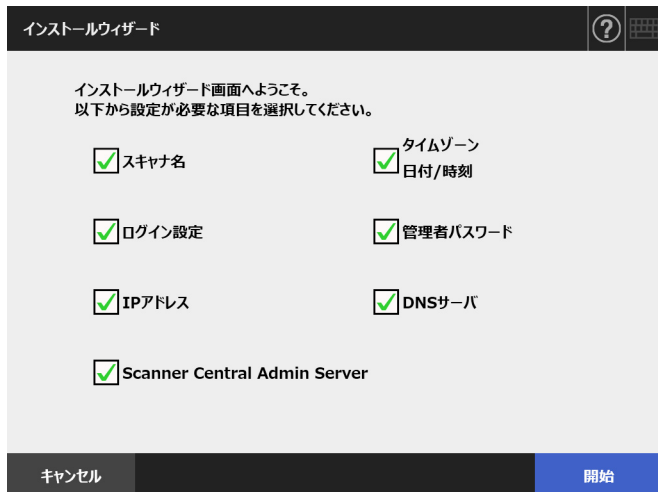 インストールウィザード
インストールウィザード画面へようこそ。
以下から設定が必要な項目を選択してください。
スキャナ名
タイムゾーン
日付/時刻
ログイン設定
管理者パスワード
IPアドレス
DNSサーバ
Scanner Central Admin Server
キャンセル
開始